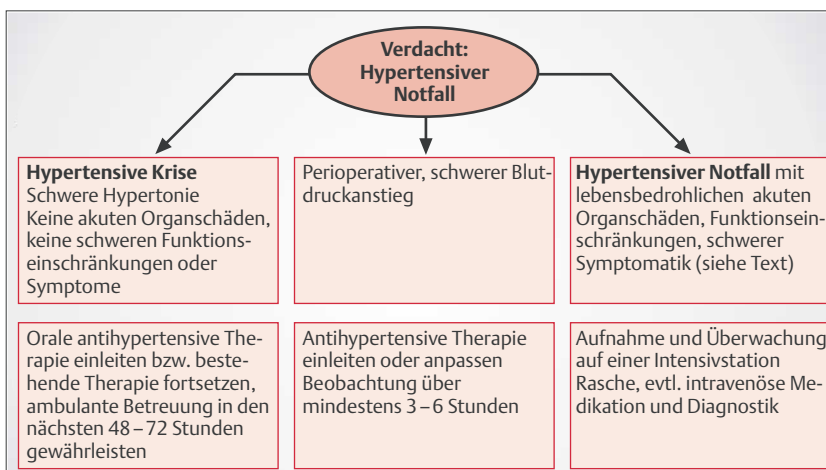 Verdacht:
Hypertensiver
Notfall
Hypertensive Krise
Schwere Hypertonie
Keine akuten Organschäden,
keine schweren Funktions-
einschränkungen oder
Symptome
Perioperativer, schwerer Blut-
druckanstieg
Hypertensiver Notfall mit
lebensbedrohlichen akuten
Organschäden, Funktionsein-
schränkungen, schwerer
Symptomatik (siehe Text)
Orale antihypertensive The-
rapie einleiten bzw. beste-
hende Therapie fortsetzen,
ambulante Betreuung in den
nächsten 48–72 Stunden
gewährleisten
Antihypertensive Therapie
einleiten oder anpassen
Beobachtung über
mindestens 3–6 Stunden
Aufnahme und Überwachung
auf einer Intensivstation
Rasche, evtl. intravenöse Me-
dikation und Diagnostik